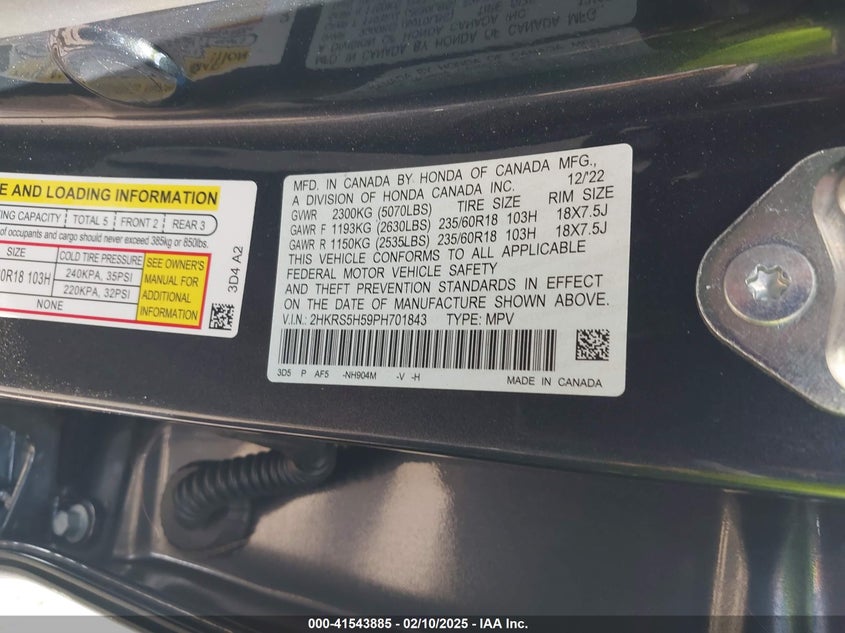 E AND LOADING INFORMATION
TING CAPACITY TOTAL 5 FRONT 2 REAR 3
of occupants and cargo should never exceed 385kg or 850lbs.
SIZE COLD TIRE PRESSURE SEE OWNER'S MANUAL FOR ADDITIONAL INFORMATION
0R18 103H 240KPA, 35PSI
220KPA, 32PSI
NONE
3D4 A2
MFD. IN CANADA BY HONDA OF CANADA MFG.,
A DIVISION OF HONDA CANADA INC. 12/'22
GVWR 2300KG (5070LBS) TIRE SIZE RIM SIZE
GAWR F 1193KG (2630LBS) 235/60R18 103H 18X7.5J
GAWR R 1150KG (2535LBS) 235/60R18 103H 18X7.5J
THIS VEHICLE CONFORMS TO ALL APPLICABLE
FEDERAL MOTOR VEHICLE SAFETY
AND THEFT PREVENTION STANDARDS IN EFFECT
ON THE DATE OF MANUFACTURE SHOWN ABOVE.
V.I.N.: 2HKRS5H59PH701843 TYPE: MPV
3D5 P AF5 -NH904M -V -H
MADE IN CANADA
000-41543885 - 02/10/2025 - IAA Inc.